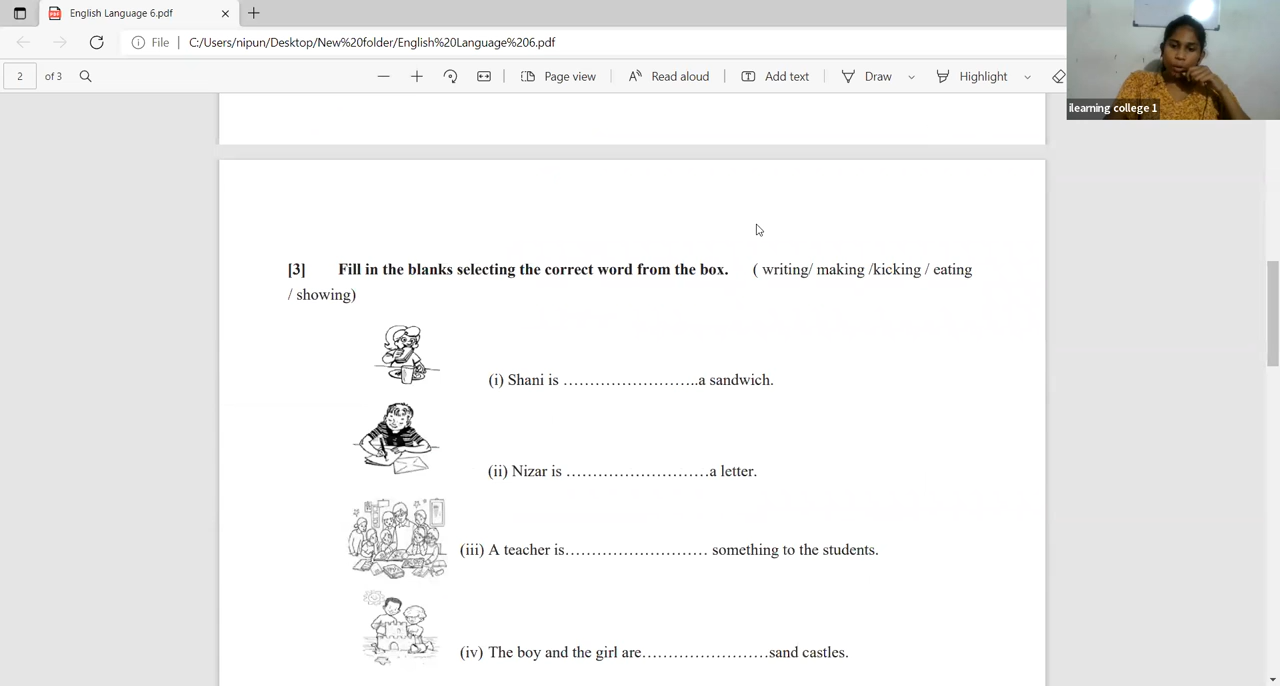 English Language 6.pdf
File | C:/Users/nipun/Desktop/New%20folder/English%20Language%206.pdf
2 of 3 Page view Read aloud Add text Draw Highlight
ilearning college 1
[3] Fill in the blanks selecting the correct word from the box. ( writing/ making /kicking / eating
/ showing)
(i) Shani is ……………………..a sandwich.
(ii) Nizar is ………………………a letter.
(iii) A teacher is……………………… something to the students.
(iv) The boy and the girl are……………………sand castles.